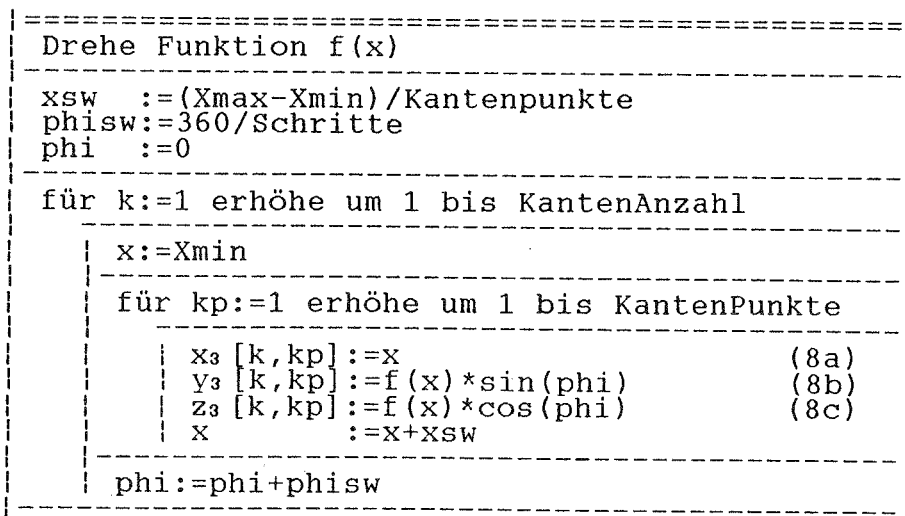 Drehe Funktion f(x)
xsw :=(Xmax-Xmin)/Kantenpunkte
phisw:=360/Schritte
phi :=0
für k:=1 erhöhe um 1 bis KantenAnzahl
x:=Xmin
für kp:=1 erhöhe um 1 bis KantenPunkte
x₃ [k,kp]:=x (8a)
y₃ [k,kp]:=f(x)*sin(phi) (8b)
z₃ [k,kp]:=f(x)*cos(phi) (8c)
x :=x+xsw
phi:=phi+phisw